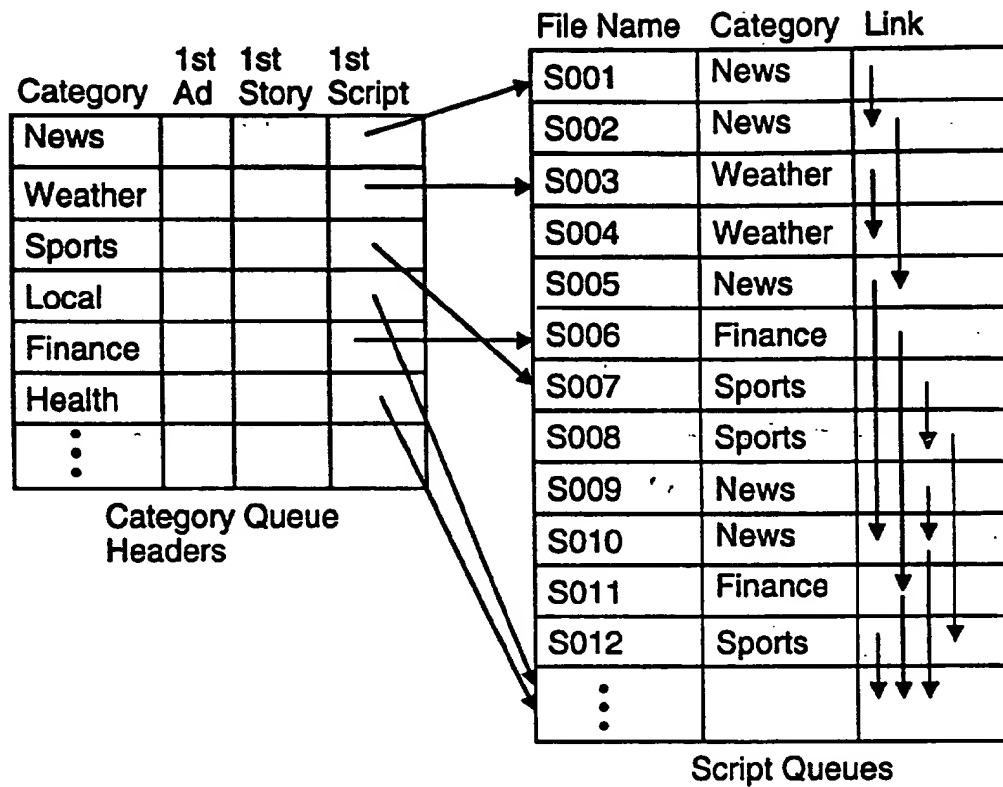 Category 1st Ad 1st Story 1st Script
News
Weather
Sports
Local
Finance
Health
Category Queue
Headers
File Name Category Link
S001 News
S002 News
S003 Weather
S004 Weather
S005 News
S006 Finance
S007 Sports
S008 Sports
S009 News
S010 News
S011 Finance
S012 Sports
Script Queues